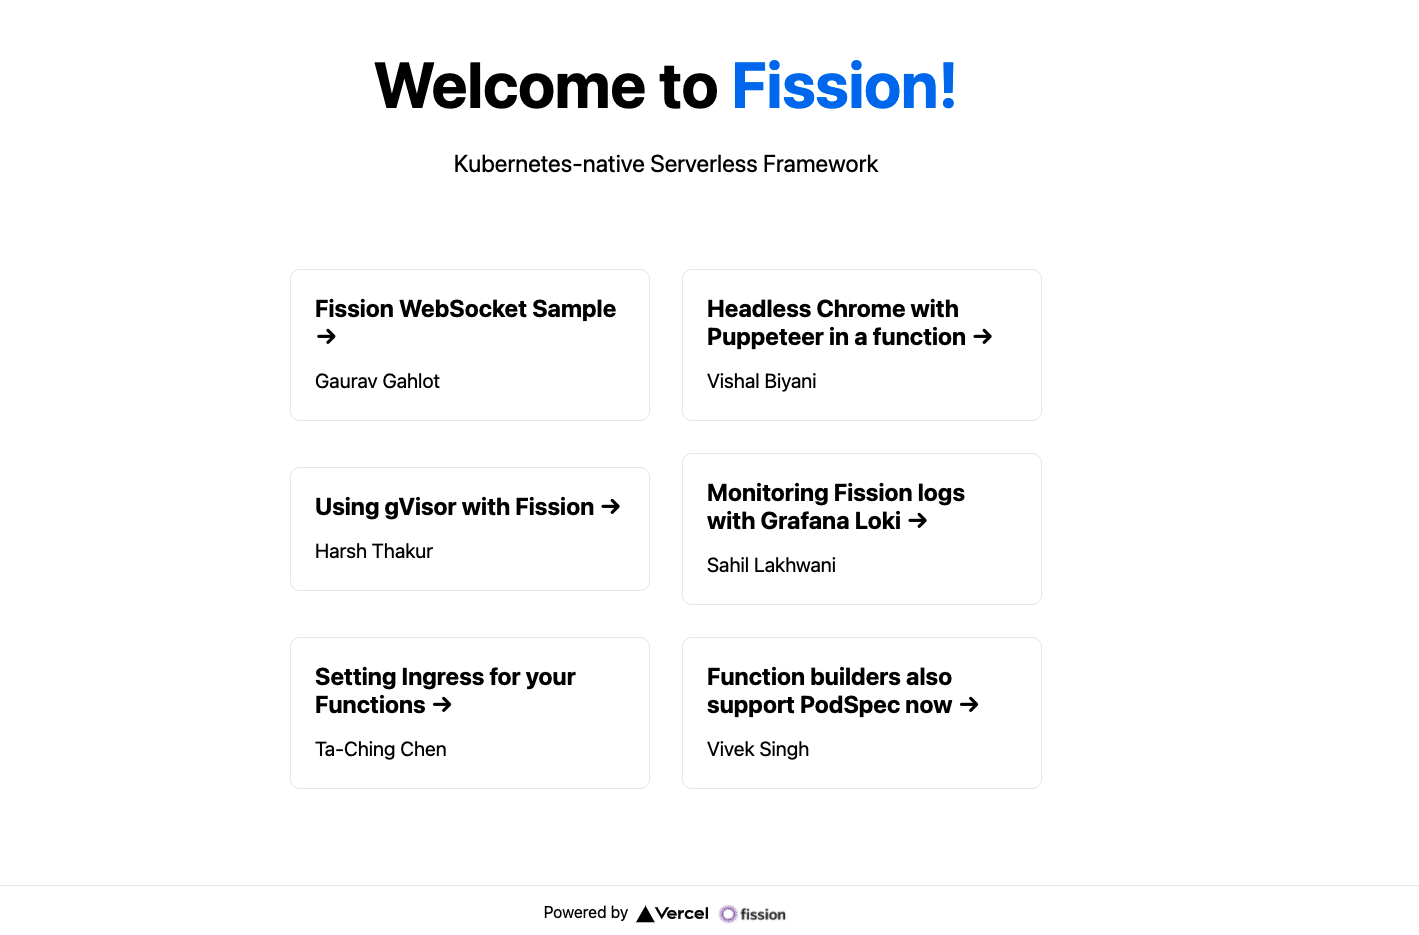 Welcome to Fission!
Kubernetes-native Serverless Framework
Fission WebSocket Sample
→
Gaurav Gahlot
Headless Chrome with
Puppeteer in a function →
Vishal Biyani
Using gVisor with Fission →
Harsh Thakur
Monitoring Fission logs
with Grafana Loki →
Sahil Lakhwani
Setting Ingress for your
Functions →
Ta-Ching Chen
Function builders also
support PodSpec now →
Vivek Singh
Powered by Vercel fission